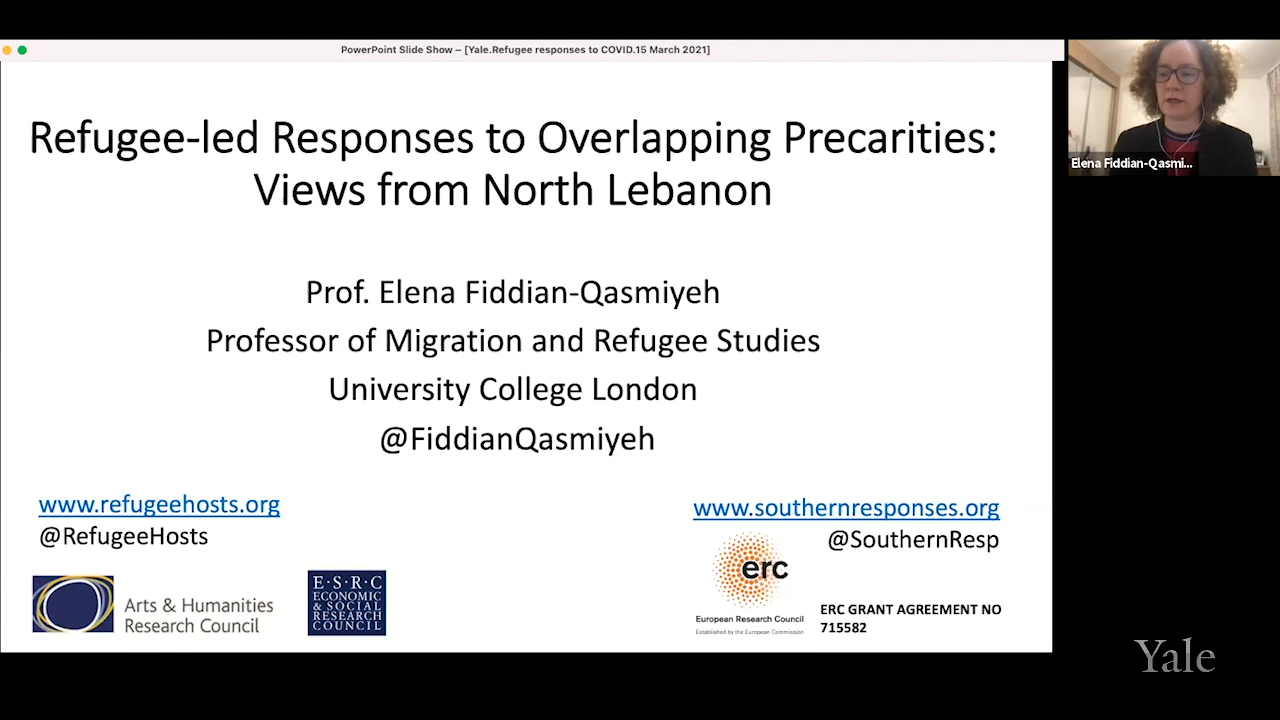 PowerPoint Slide Show – [Yale.Refugee responses to COVID.15 March 2021]
Refugee-led Responses to Overlapping Precarities:
Views from North Lebanon
Prof. Elena Fiddian-Qasmiyeh
Professor of Migration and Refugee Studies
University College London
@FiddianQasmiyeh
www.refugeehosts.org
@RefugeeHosts
Arts & Humanities
Research Council
E·S·R·C
ECONOMIC
& SOCIAL
RESEARCH
COUNCIL
www.southernresponses.org
@SouthernResp
erc
European Research Council
Established by the European Commission
ERC GRANT AGREEMENT NO
715582
Elena Fiddian-Qasmi...
Yale